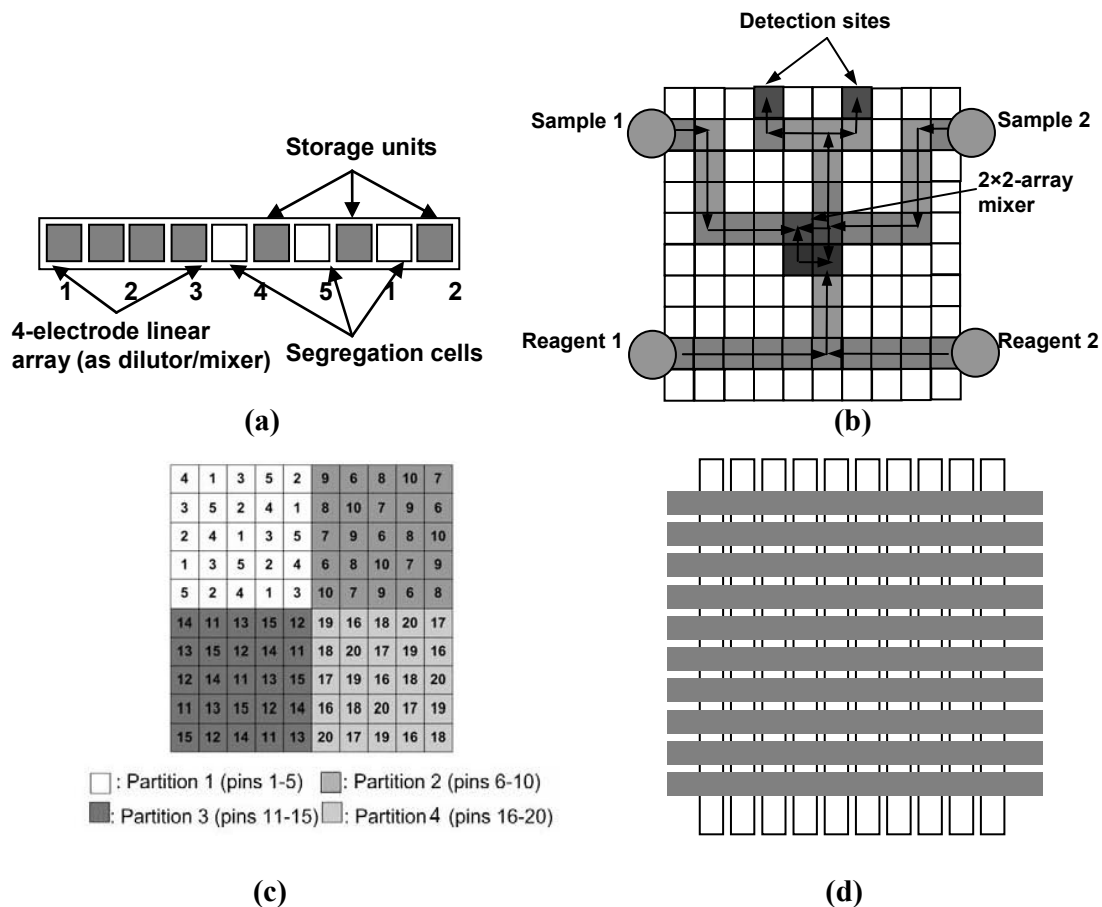 Detection sites
Sample 1
Sample 2
Storage units
2×2-array
mixer
1 2 3 4 5 1 2
4-electrode linear
array (as dilutor/mixer)
Segregation cells
Reagent 1
Reagent 2
(a)
(b)
4 1 3 5 2 9 6 8 10 7
3 5 2 4 1 8 10 7 9 6
2 4 1 3 5 7 9 6 8 10
1 3 5 2 4 6 8 10 7 9
5 2 4 1 3 10 7 9 6 8
14 11 13 15 12 19 16 18 20 17
13 15 12 14 11 18 20 17 19 16
12 14 11 13 15 17 19 16 18 20
11 13 15 12 14 16 18 20 17 19
15 12 14 11 13 20 17 19 16 18
: Partition 1 (pins 1-5)
: Partition 2 (pins 6-10)
: Partition 3 (pins 11-15)
: Partition 4 (pins 16-20)
(c)
(d)